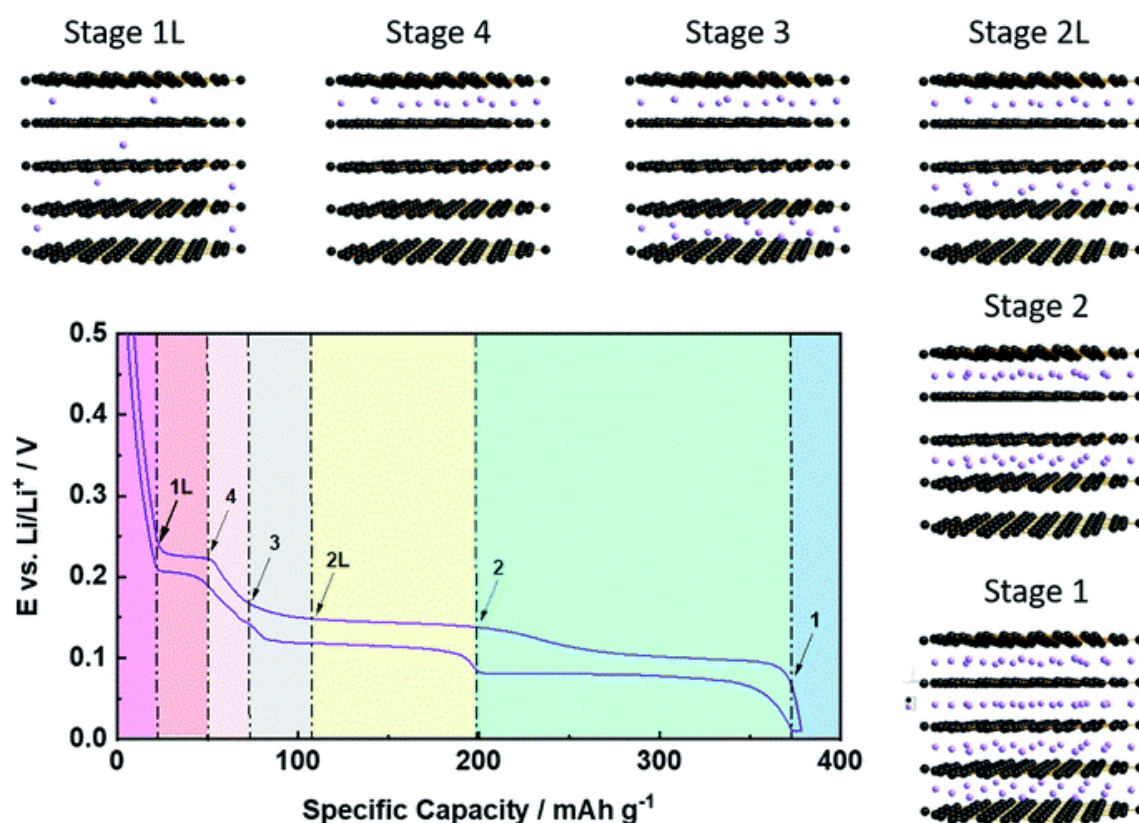 Stage 1L
Stage 4
Stage 3
Stage 2L
Stage 2
Stage 1
E vs. Li/Li⁺ / V
0.5
0.4
0.3
0.2
0.1
0.0
1L
4
3
2L
2
1
0
100
200
300
400
Specific Capacity / mAh g⁻¹